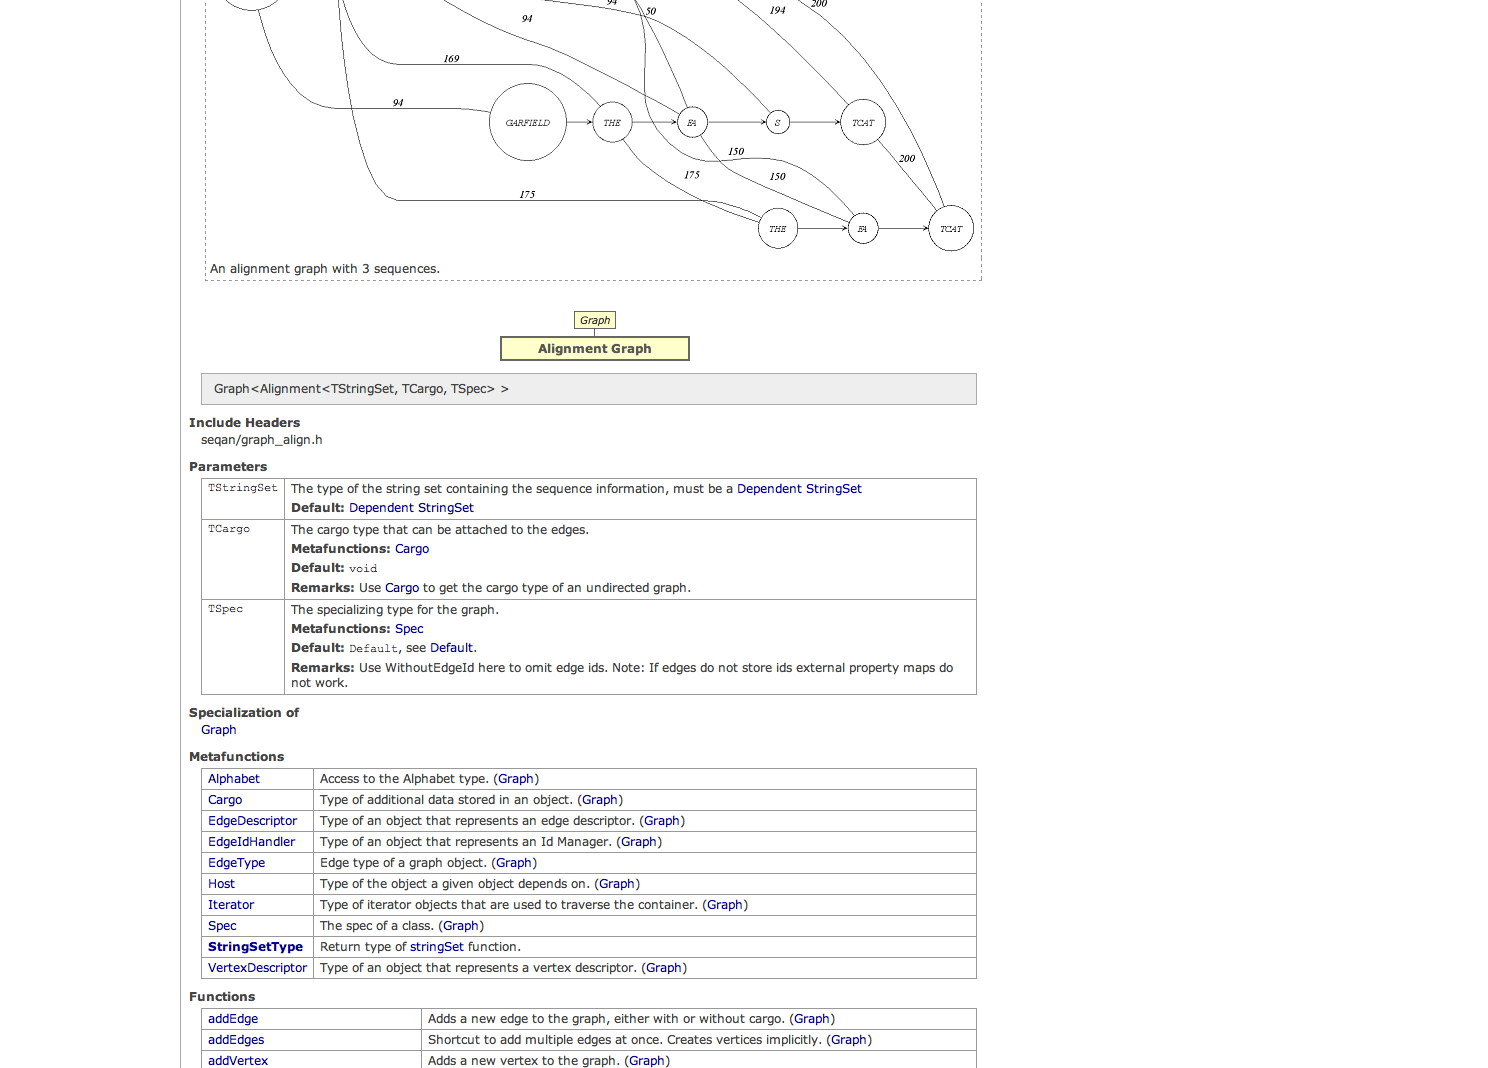 94
94
50
194
200
169
94
GARFIELD
THE
FA
S
TCAT
150
200
175
150
175
THE
FA
TCAT
An alignment graph with 3 sequences.
Graph
Alignment Graph
Graph<Alignment<TStringSet, TCargo, TSpec> >
Include Headers
seqan/graph_align.h
Parameters
TStringSet The type of the string set containing the sequence information, must be a Dependent StringSet
Default: Dependent StringSet
TCargo The cargo type that can be attached to the edges.
Metafunctions: Cargo
Default: void
Remarks: Use Cargo to get the cargo type of an undirected graph.
TSpec The specializing type for the graph.
Metafunctions: Spec
Default: Default, see Default.
Remarks: Use WithoutEdgeId here to omit edge ids. Note: If edges do not store ids external property maps do
not work.
Specialization of
Graph
Metafunctions
Alphabet Access to the Alphabet type. (Graph)
Cargo Type of additional data stored in an object. (Graph)
EdgeDescriptor Type of an object that represents an edge descriptor. (Graph)
EdgeIdHandler Type of an object that represents an Id Manager. (Graph)
EdgeType Edge type of a graph object. (Graph)
Host Type of the object a given object depends on. (Graph)
Iterator Type of iterator objects that are used to traverse the container. (Graph)
Spec The spec of a class. (Graph)
StringSetType Return type of stringSet function.
VertexDescriptor Type of an object that represents a vertex descriptor. (Graph)
Functions
addEdge Adds a new edge to the graph, either with or without cargo. (Graph)
addEdges Shortcut to add multiple edges at once. Creates vertices implicitly. (Graph)
addVertex Adds a new vertex to the graph. (Graph)